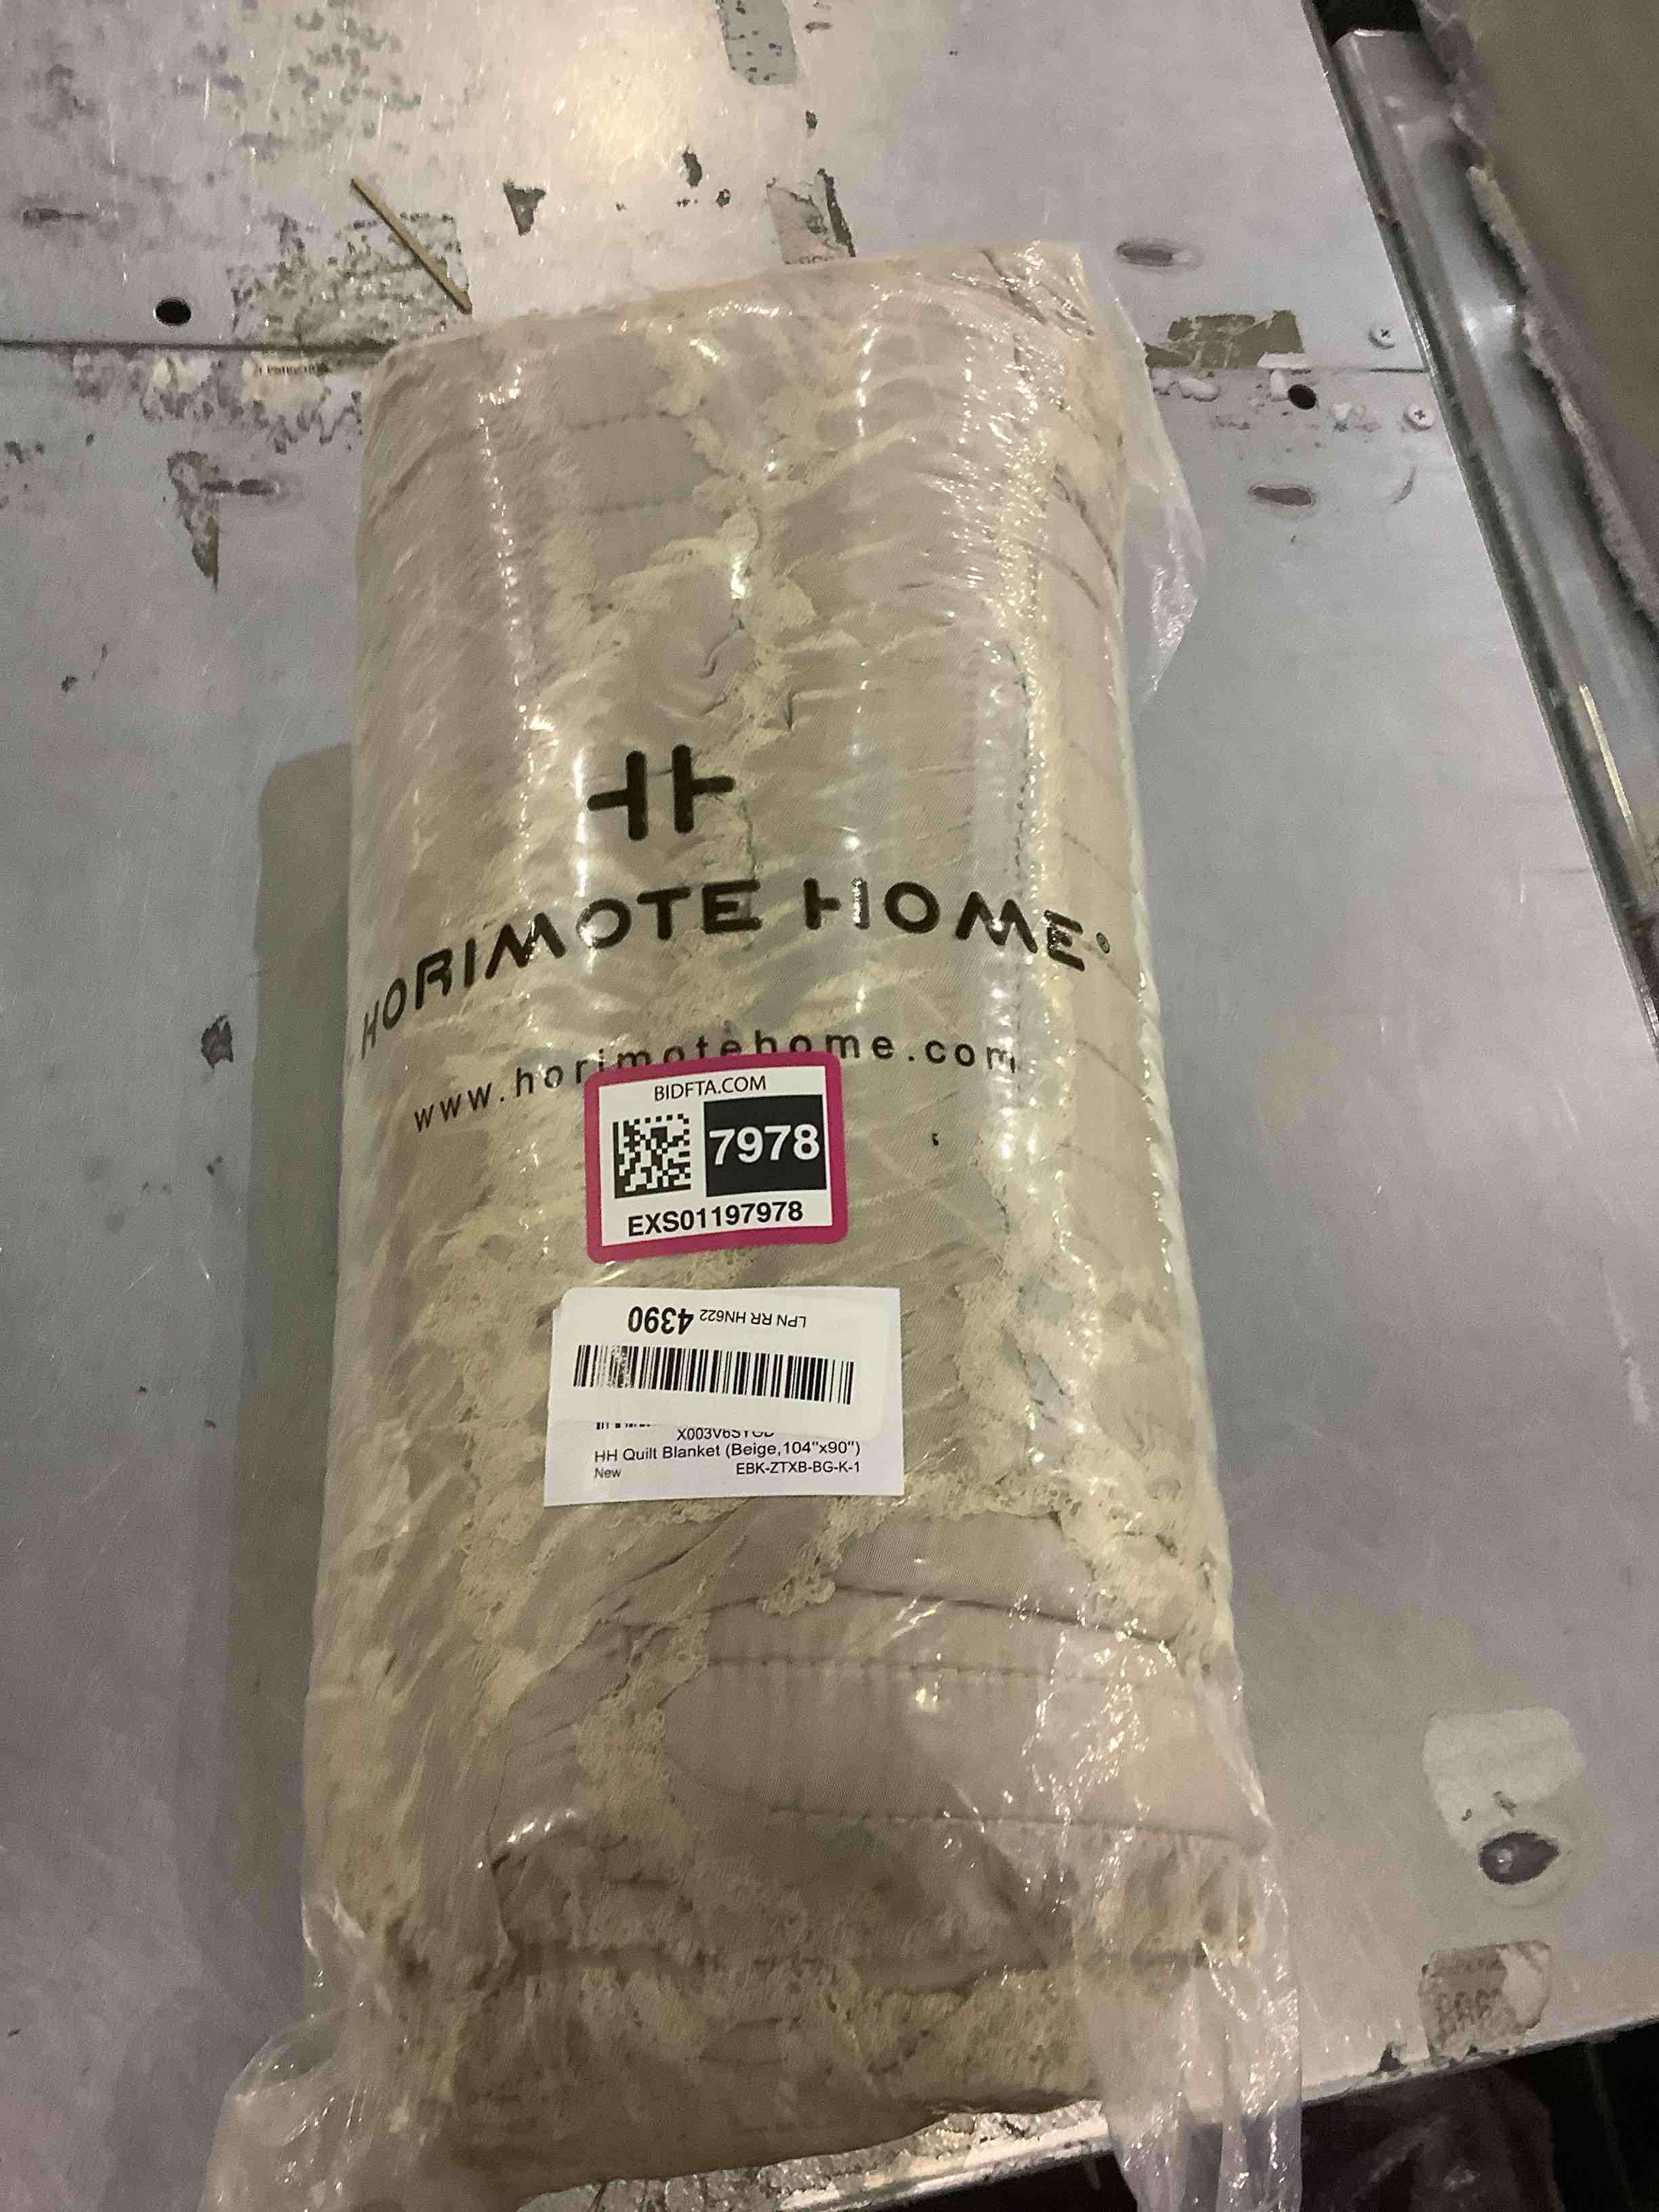 HORIMOTE HOME®
www.horimotehome.com
BIDFTA.COM
7978
EXS01197978
LPN RR HN622 4390
HH Quilt Blanket (Beige,104"x90")
New EBK-ZTXB-BG-K-1